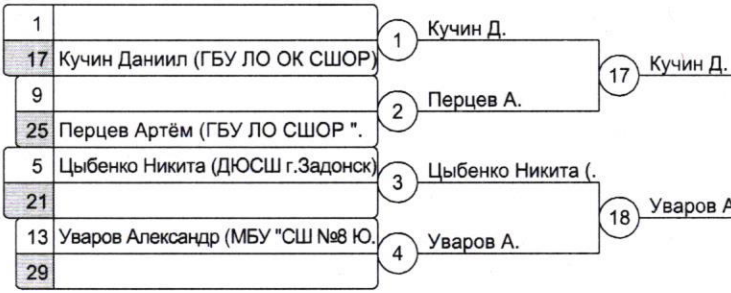 1
17 Кучин Даниил (ГБУ ЛО ОК СШОР)
1 Кучин Д.
9
25 Перцев Артём (ГБУ ЛО СШОР ".
2 Перцев А.
17 Кучин Д.
5 Цыбенко Никита (ДЮСШ г.Задонск)
21
3 Цыбенко Никита (.
13 Уваров Александр (МБУ "СШ №8 Ю.
29
4 Уваров А.
18 Уваров А